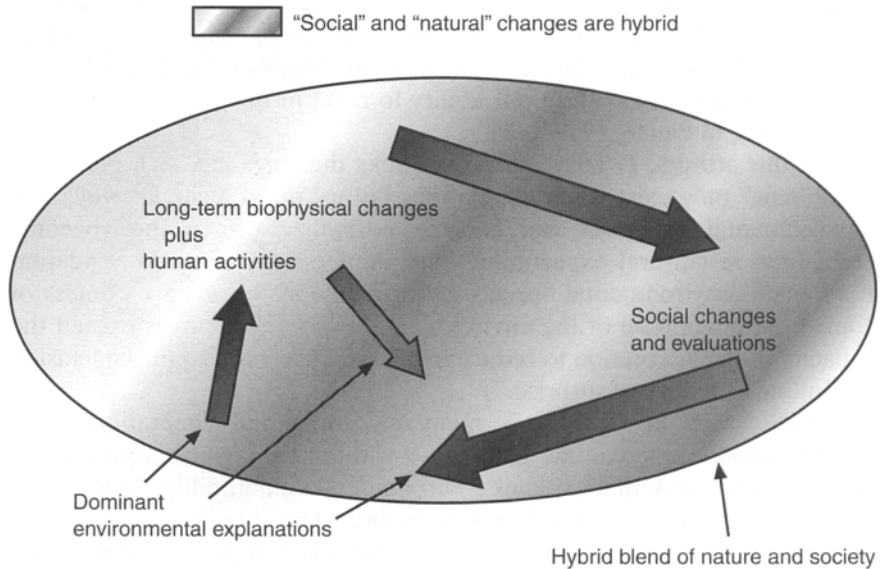 “Social” and “natural” changes are hybrid
Long-term biophysical changes
plus
human activities
Social changes
and evaluations
Dominant
environmental explanations
Hybrid blend of nature and society